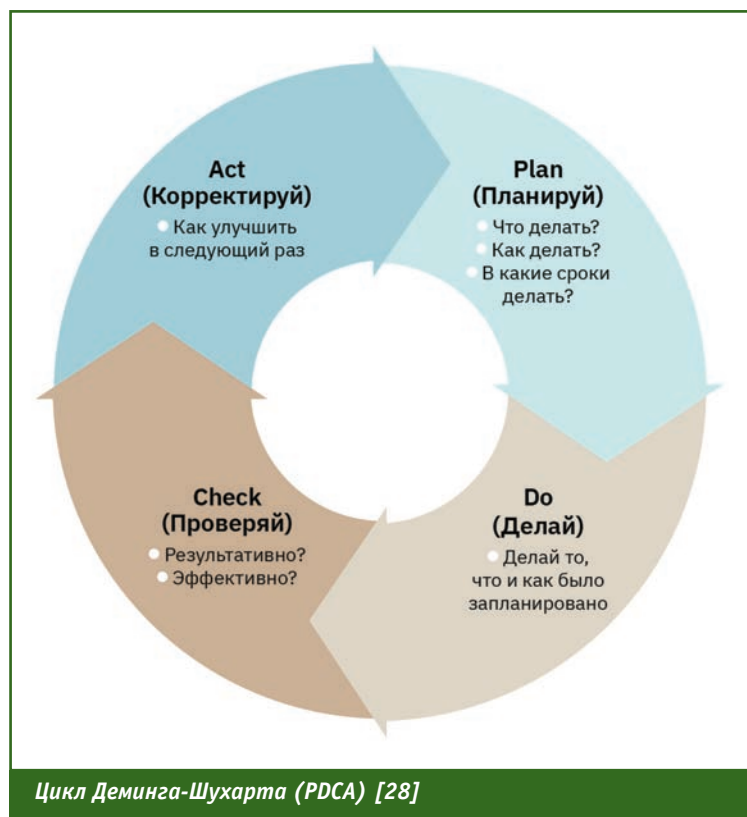 Act
(Корректируй)
Как улучшить
в следующий раз
Plan
(Планируй)
Что делать?
Как делать?
В какие сроки
делать?
Do
(Делай)
Делай то,
что и как было
запланировано
Check
(Проверяй)
Результативно?
Эффективно?
Цикл Деминга-Шухарта (PDCA) [28]